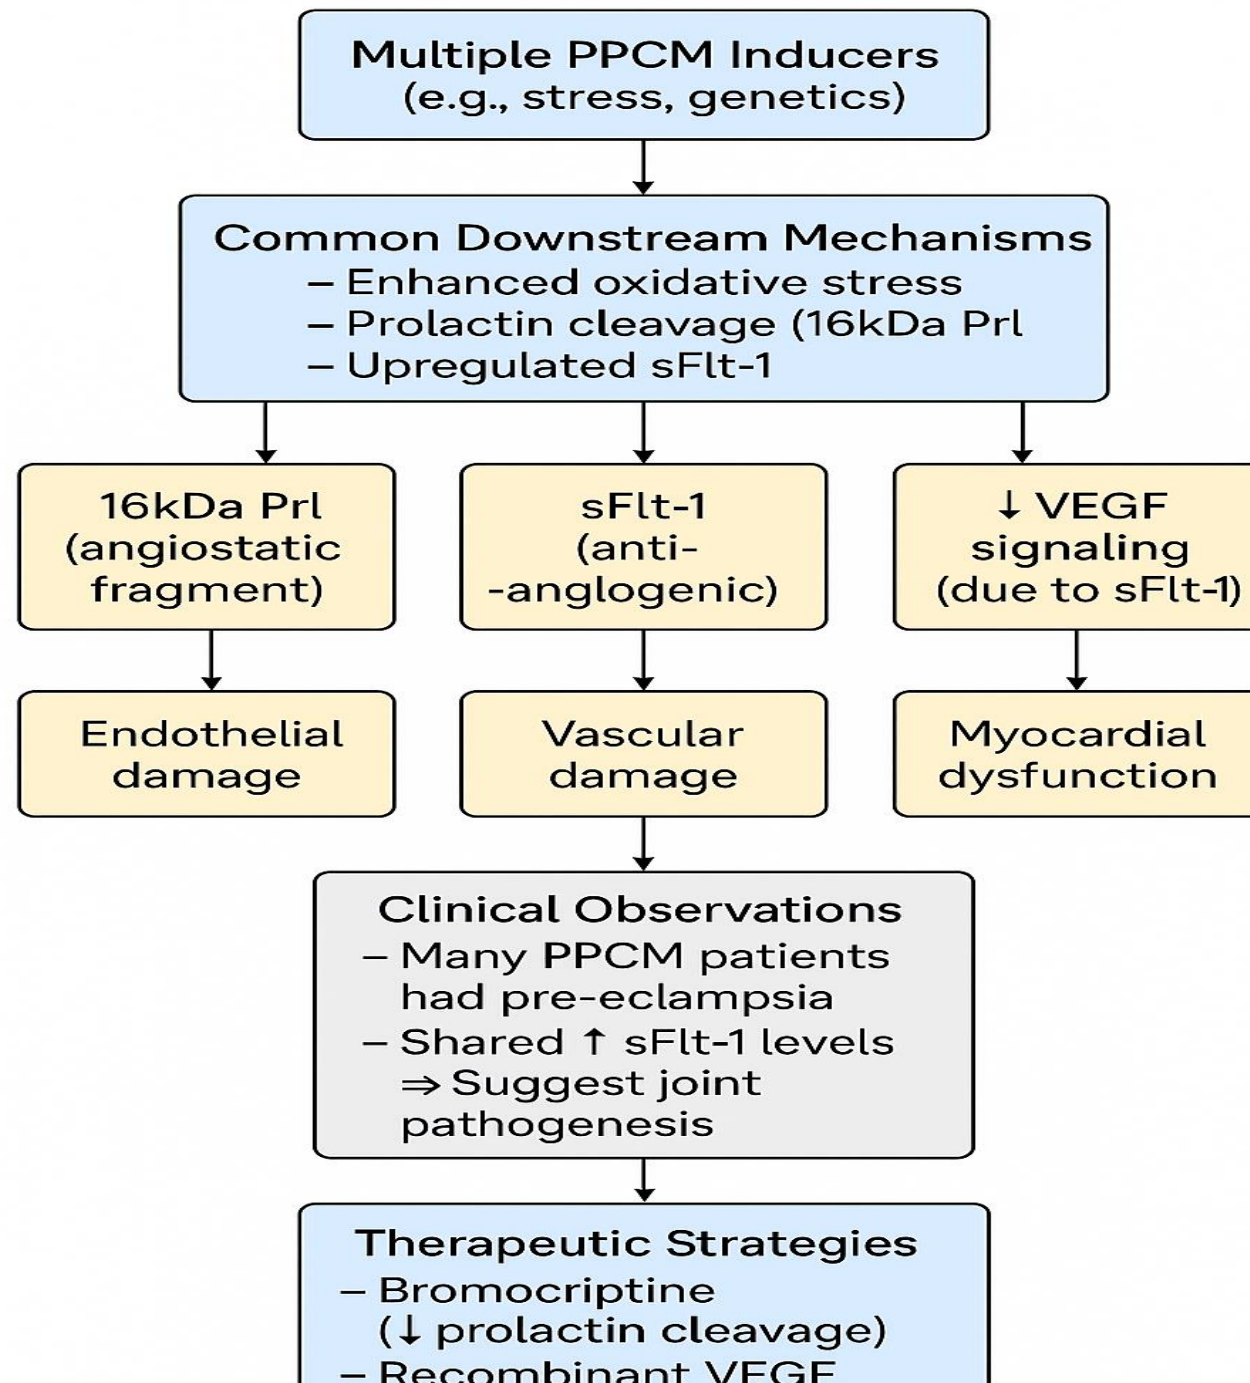 Multiple PPCM Inducers
(e.g., stress, genetics)
Common Downstream Mechanisms
– Enhanced oxidative stress
– Prolactin cleavage (16kDa Prl
– Upregulated sFlt-1
16kDa Prl
(angiostatic
fragment)
sFlt-1
(anti-
-anglogenic)
↓ VEGF
signaling
(due to sFlt-1)
Endothelial
damage
Vascular
damage
Myocardial
dysfunction
Clinical Observations
– Many PPCM patients
had pre-eclampsia
– Shared ↑ sFlt-1 levels
⇒ Suggest joint
pathogenesis
Therapeutic Strategies
– Bromocriptine
(↓ prolactin cleavage)
– Recombinant VEGF